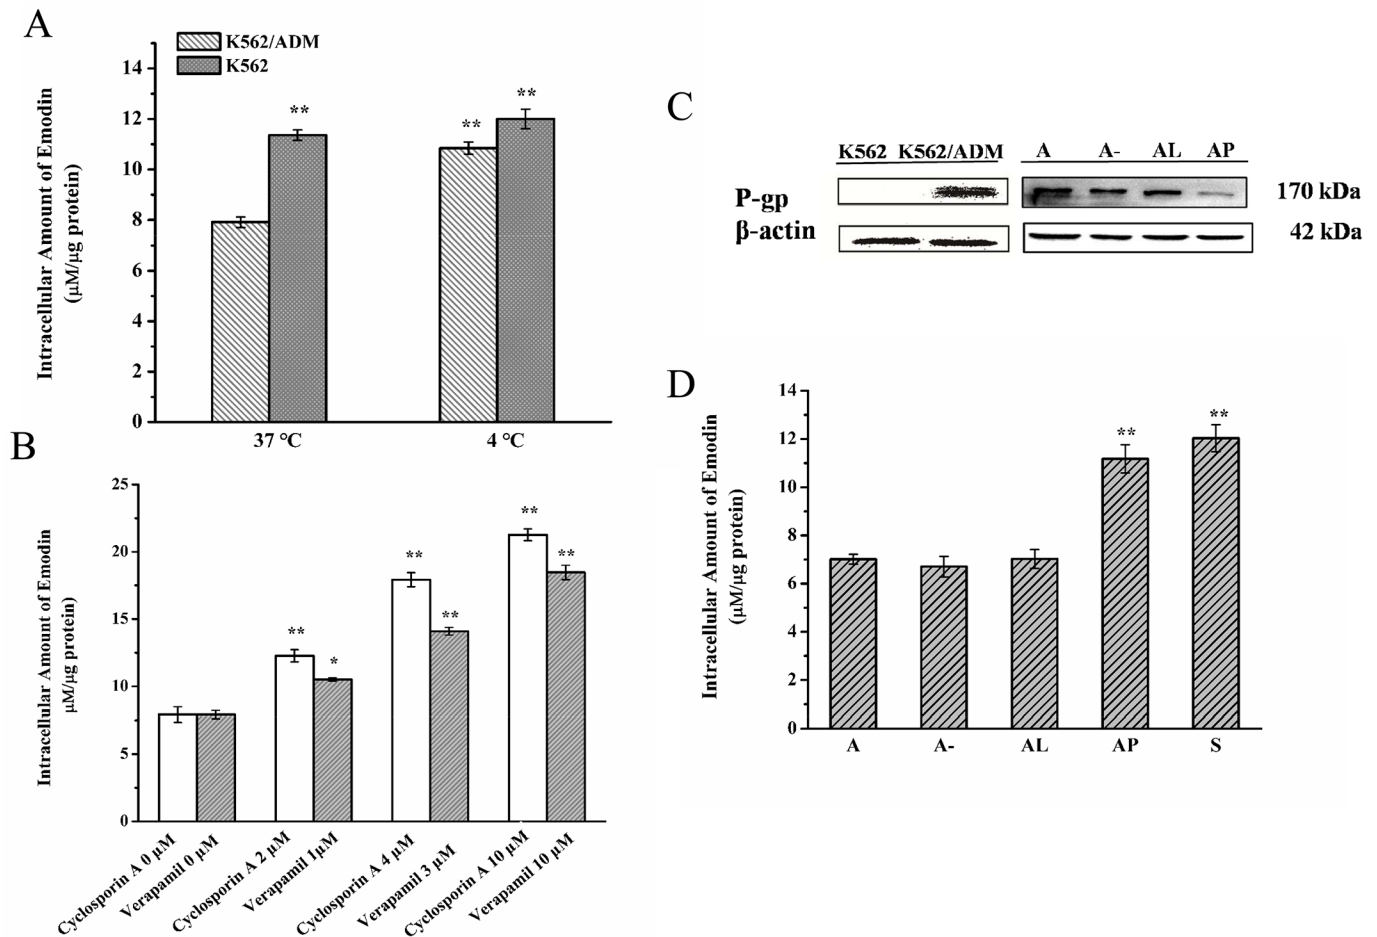 A
K562/ADM
K562
Intracellular Amount of Emodin
(μM/μg protein)
14
12
10
8
6
4
2
0
**
**
**
37 °C
4 °C
B
Intracellular Amount of Emodin
μM/μg protein)
25
20
15
10
5
0
**
*
**
**
**
**
Cyclosporin A 0 μM
Verapamil 0 μM
Cyclosporin A 2 μM
Verapamil 1μM
Cyclosporin A 4 μM
Verapamil 3 μM
Cyclosporin A 10 μM
Verapamil 10 μM
C
K562 K562/ADM A A- AL AP
P-gp 170 kDa
β-actin 42 kDa
D
Intracellular Amount of Emodin
(μM/μg protein)
14
12
10
8
6
4
2
0
**
**
A A- AL AP S